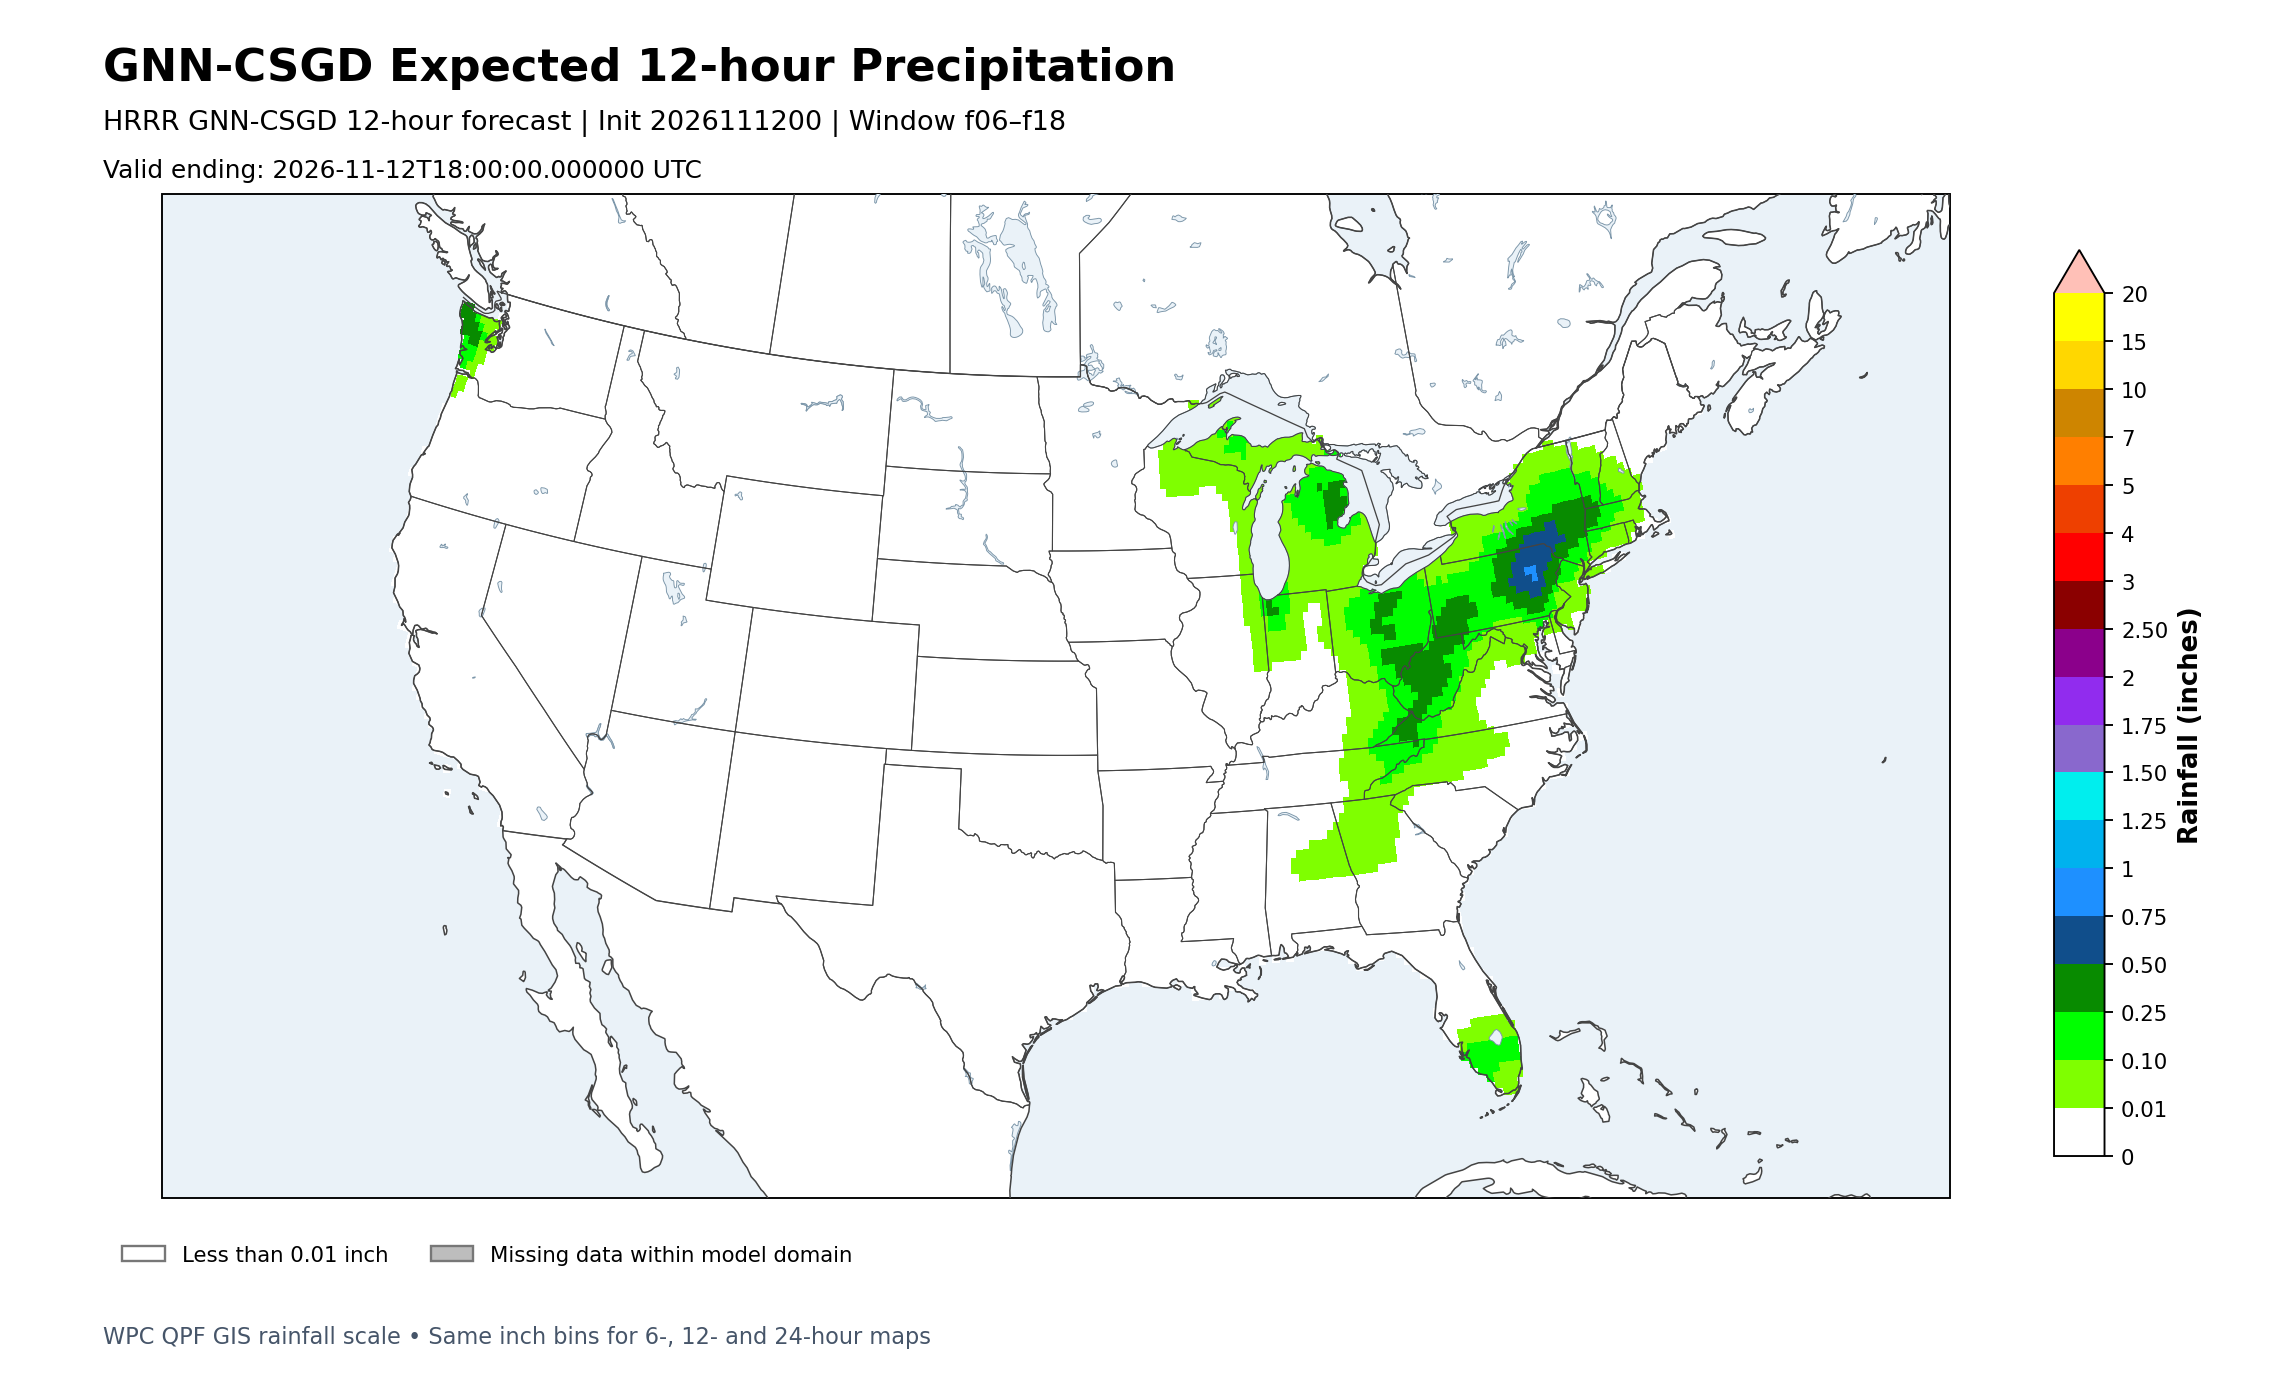 GNN-CSGD Expected 12-hour Precipitation
HRRR GNN-CSGD 12-hour forecast | Init 2026111200 | Window f06–f18
Valid ending: 2026-11-12T18:00:00.000000 UTC
20
15
10
7
5
4
3
2.50
2
1.75
1.50
1.25
1
0.75
0.50
0.25
0.10
0.01
0
Rainfall (inches)
Less than 0.01 inch
Missing data within model domain
WPC QPF GIS rainfall scale • Same inch bins for 6-, 12- and 24-hour maps